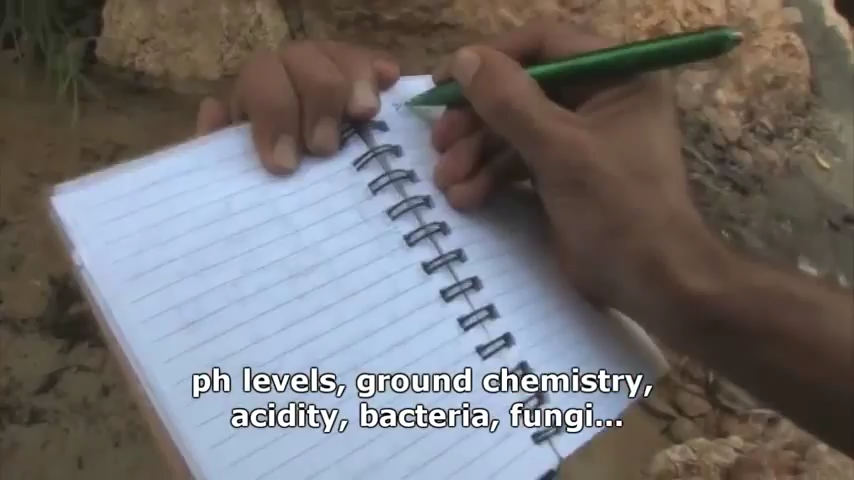 ph levels, ground chemistry,
acidity, bacteria, fungi...